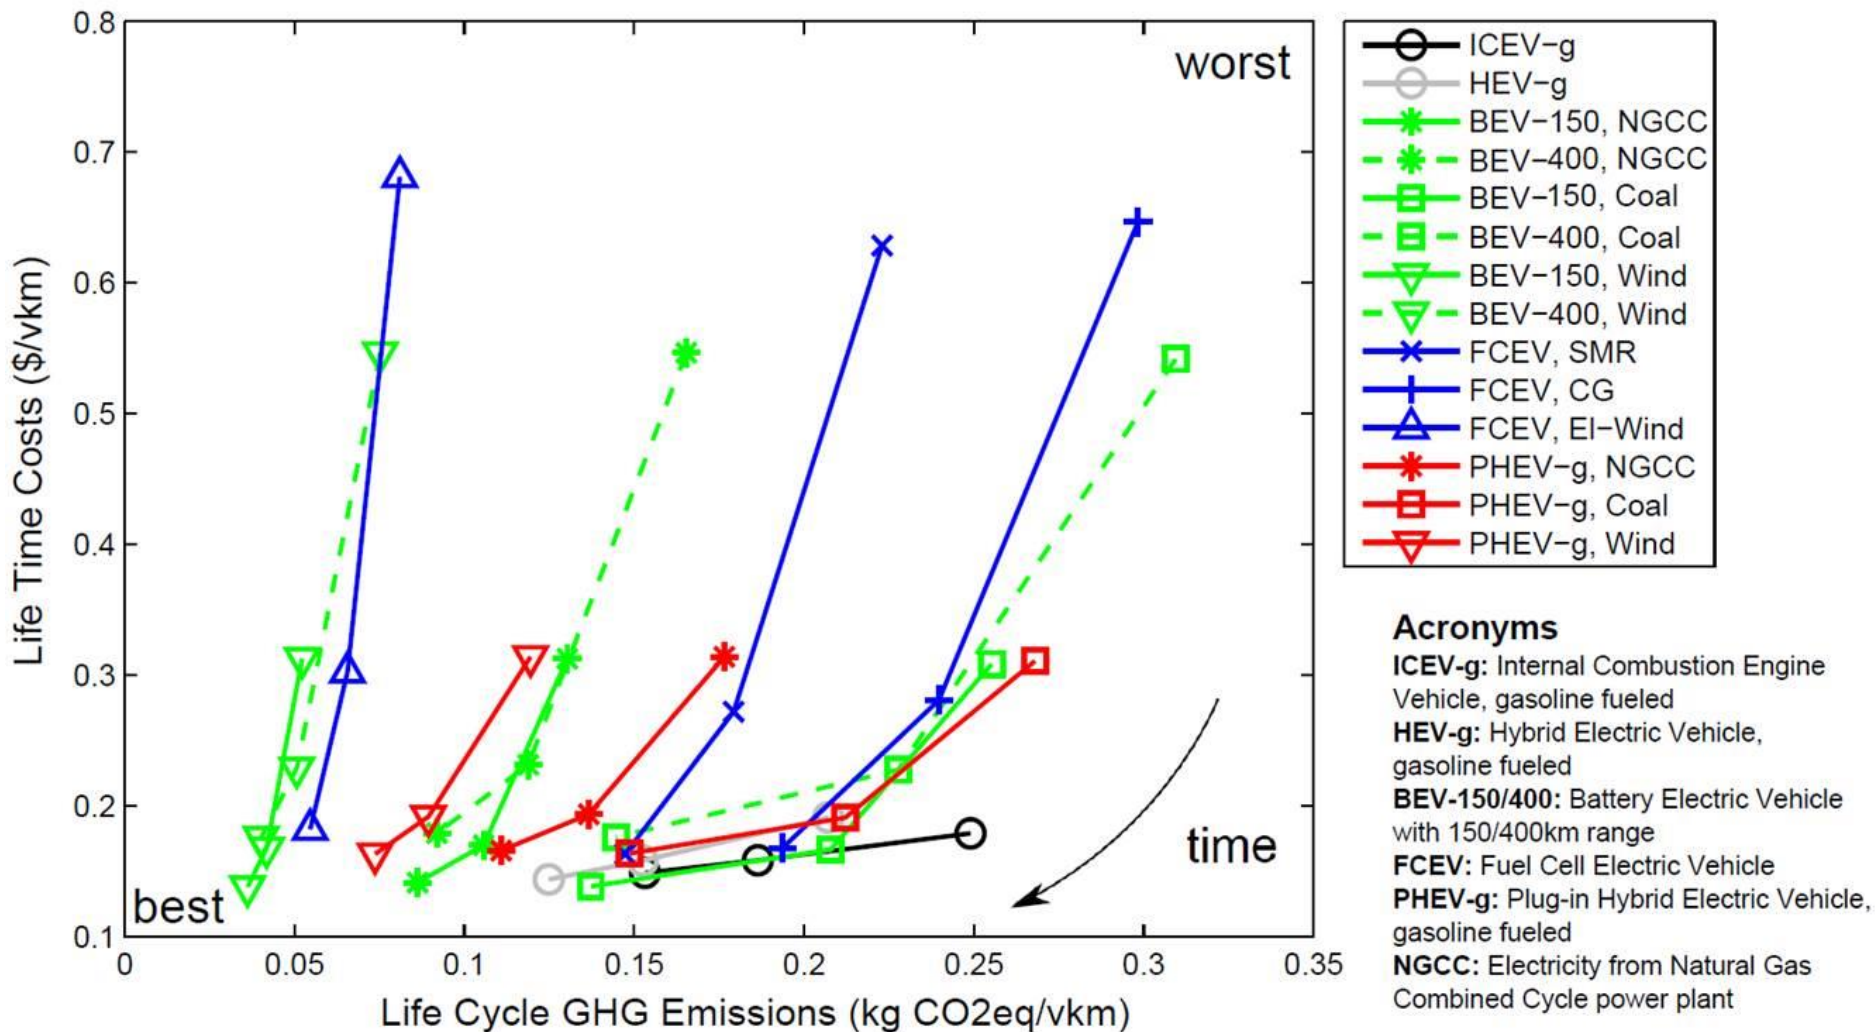 Life Time Costs ($/vkm)
0.8
0.7
0.6
0.5
0.4
0.3
0.2
0.1
worst
best
time
0 0.05 0.1 0.15 0.2 0.25 0.3 0.35
Life Cycle GHG Emissions (kg CO2eq/vkm)
ICEV-g
HEV-g
BEV-150, NGCC
BEV-400, NGCC
BEV-150, Coal
BEV-400, Coal
BEV-150, Wind
BEV-400, Wind
FCEV, SMR
FCEV, CG
FCEV, El-Wind
PHEV-g, NGCC
PHEV-g, Coal
PHEV-g, Wind
Acronyms
ICEV-g: Internal Combustion Engine
Vehicle, gasoline fueled
HEV-g: Hybrid Electric Vehicle,
gasoline fueled
BEV-150/400: Battery Electric Vehicle
with 150/400km range
FCEV: Fuel Cell Electric Vehicle
PHEV-g: Plug-in Hybrid Electric Vehicle,
gasoline fueled
NGCC: Electricity from Natural Gas
Combined Cycle power plant